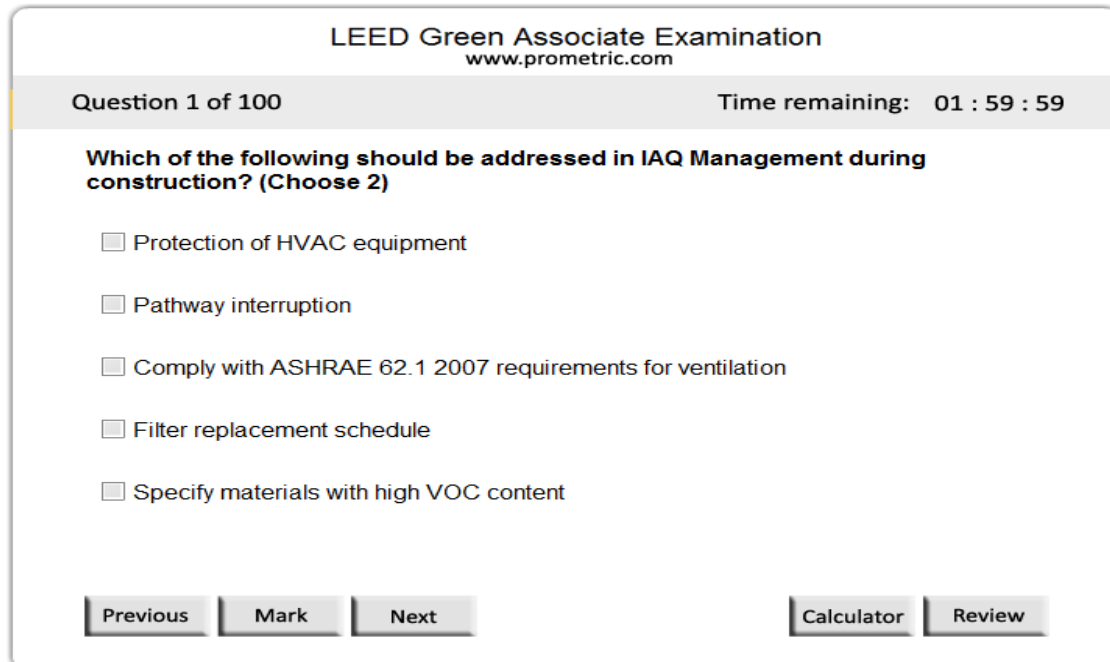 LEED Green Associate Examination
www.prometric.com
Question 1 of 100
Time remaining: 01 : 59 : 59
Which of the following should be addressed in IAQ Management during
construction? (Choose 2)
Protection of HVAC equipment
Pathway interruption
Comply with ASHRAE 62.1 2007 requirements for ventilation
Filter replacement schedule
Specify materials with high VOC content
Previous
Mark
Next
Calculator
Review